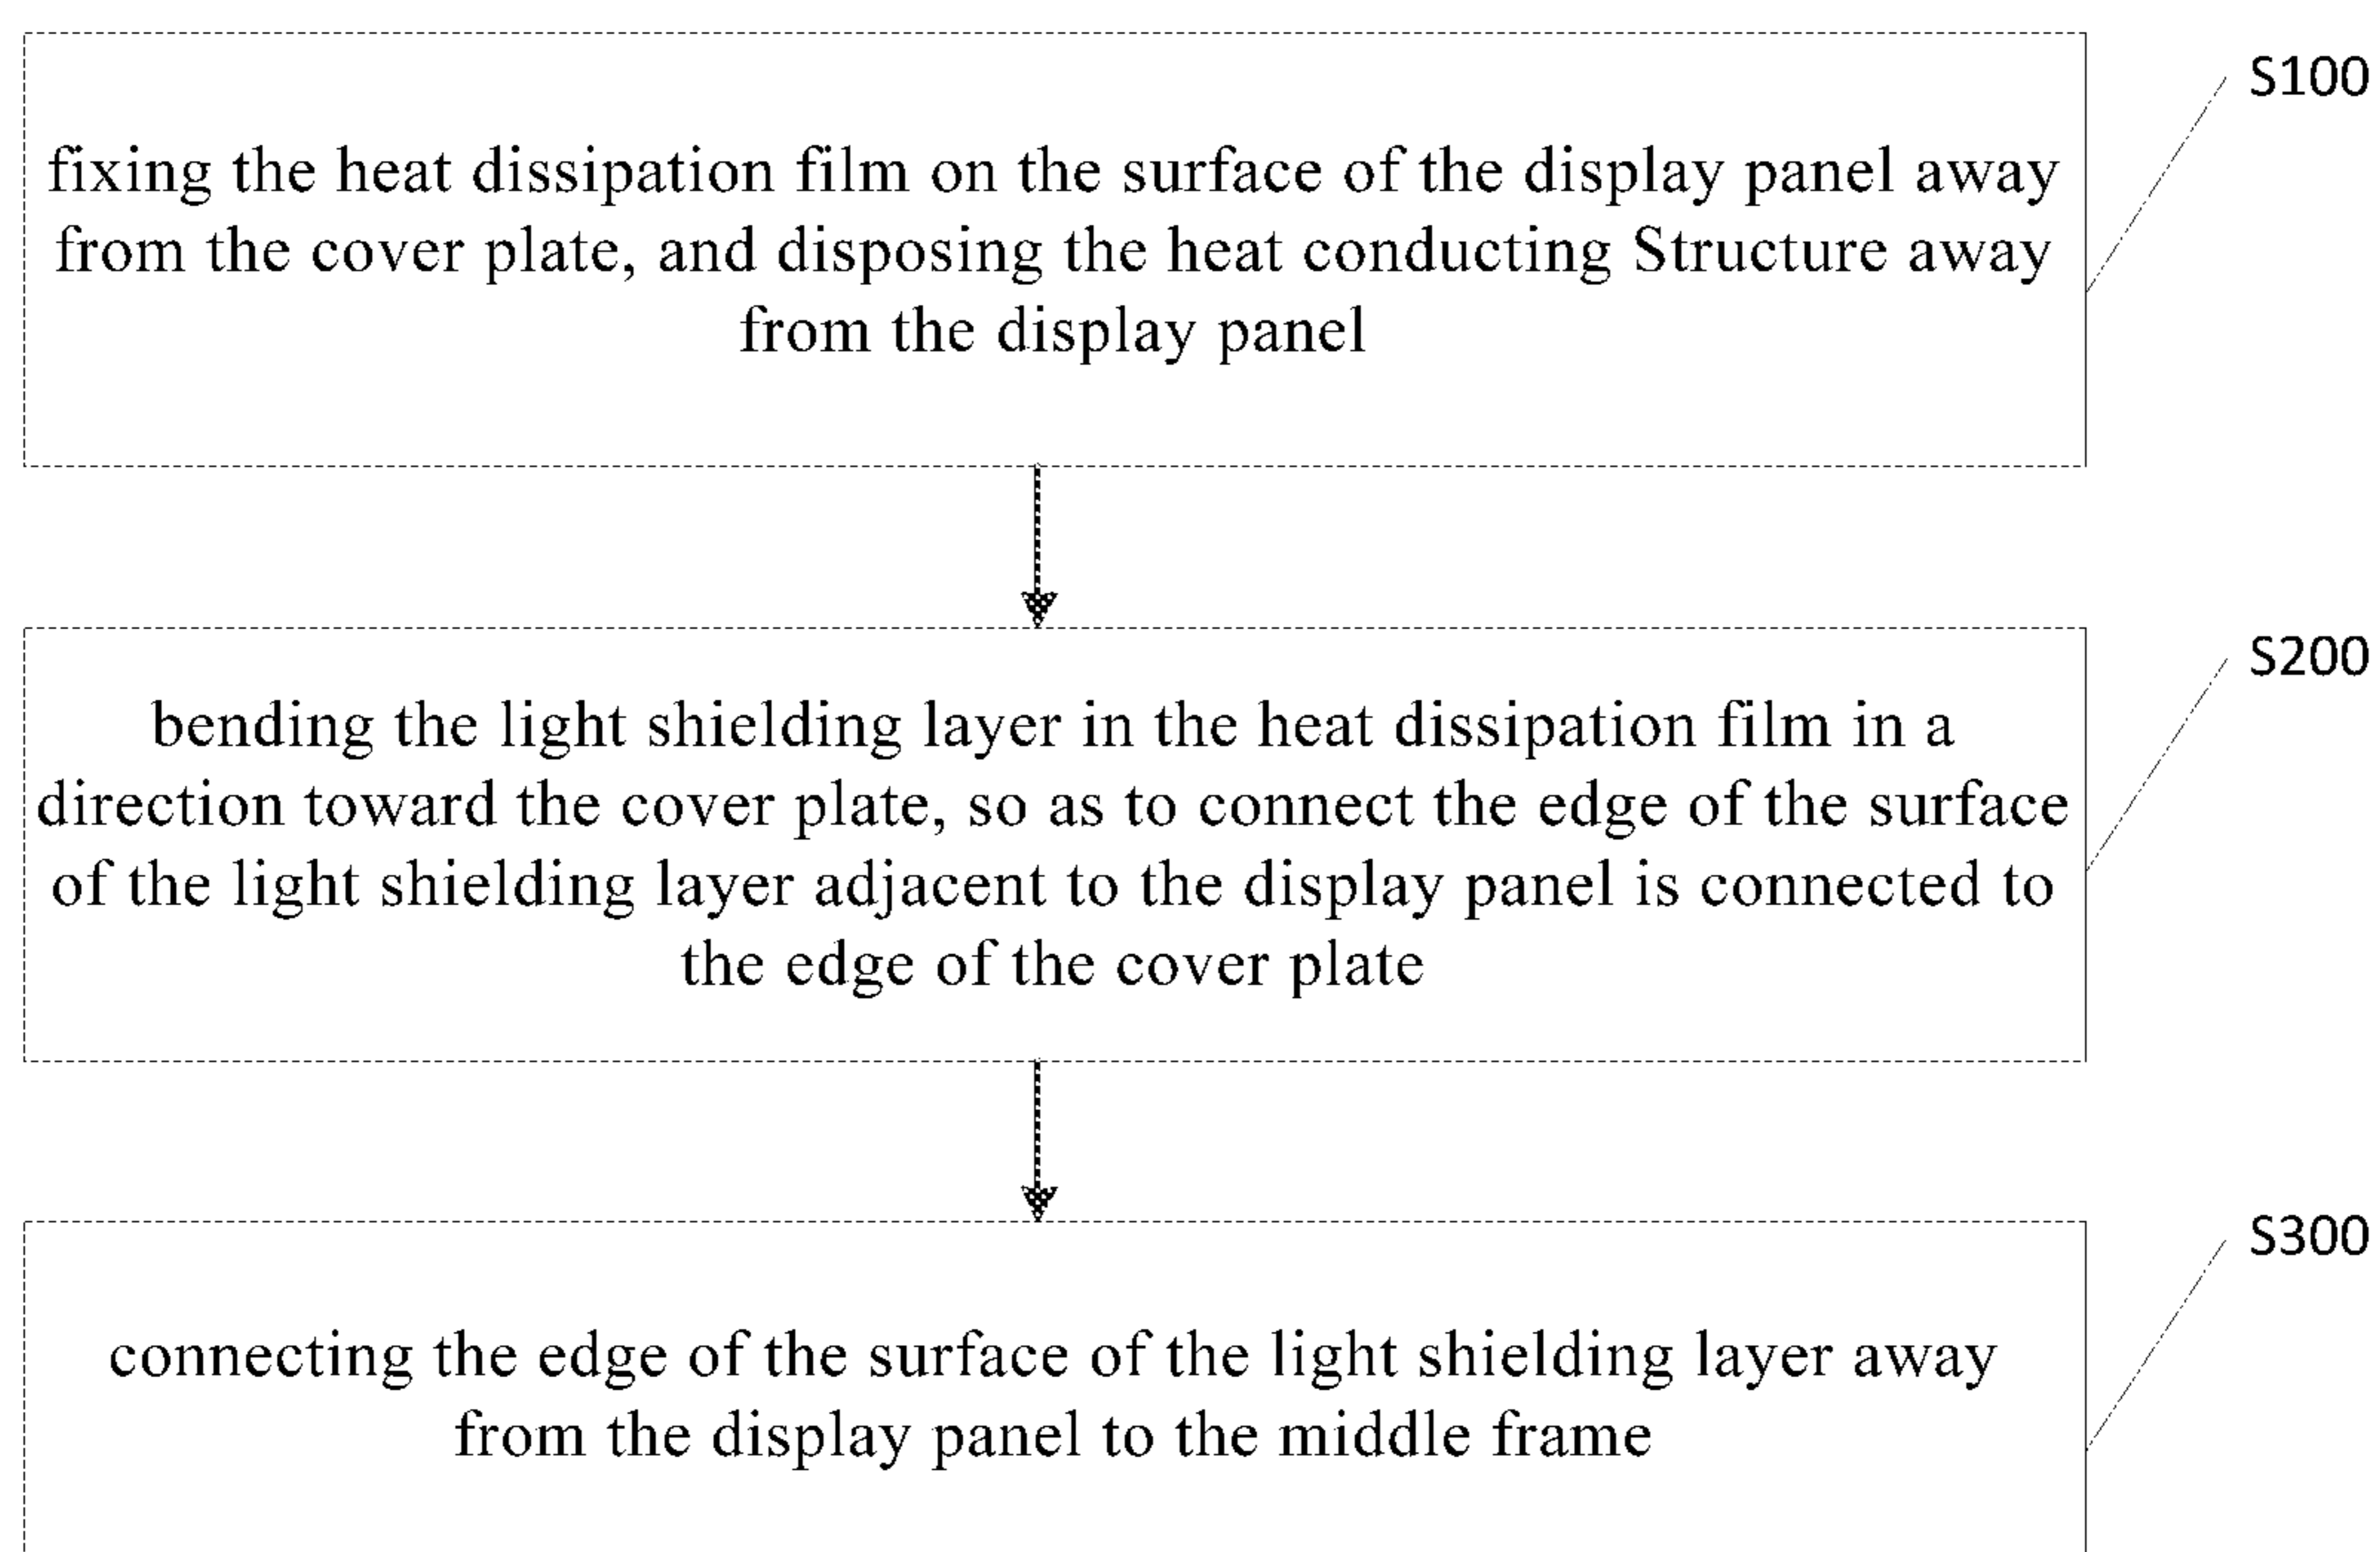 S100
fixing the heat dissipation film on the surface of the display panel away
from the cover plate, and disposing the heat conducting Structure away
from the display panel
S200
bending the light shielding layer in the heat dissipation film in a
direction toward the cover plate, so as to connect the edge of the surface
of the light shielding layer adjacent to the display panel is connected to
the edge of the cover plate
S300
connecting the edge of the surface of the light shielding layer away
from the display panel to the middle frame